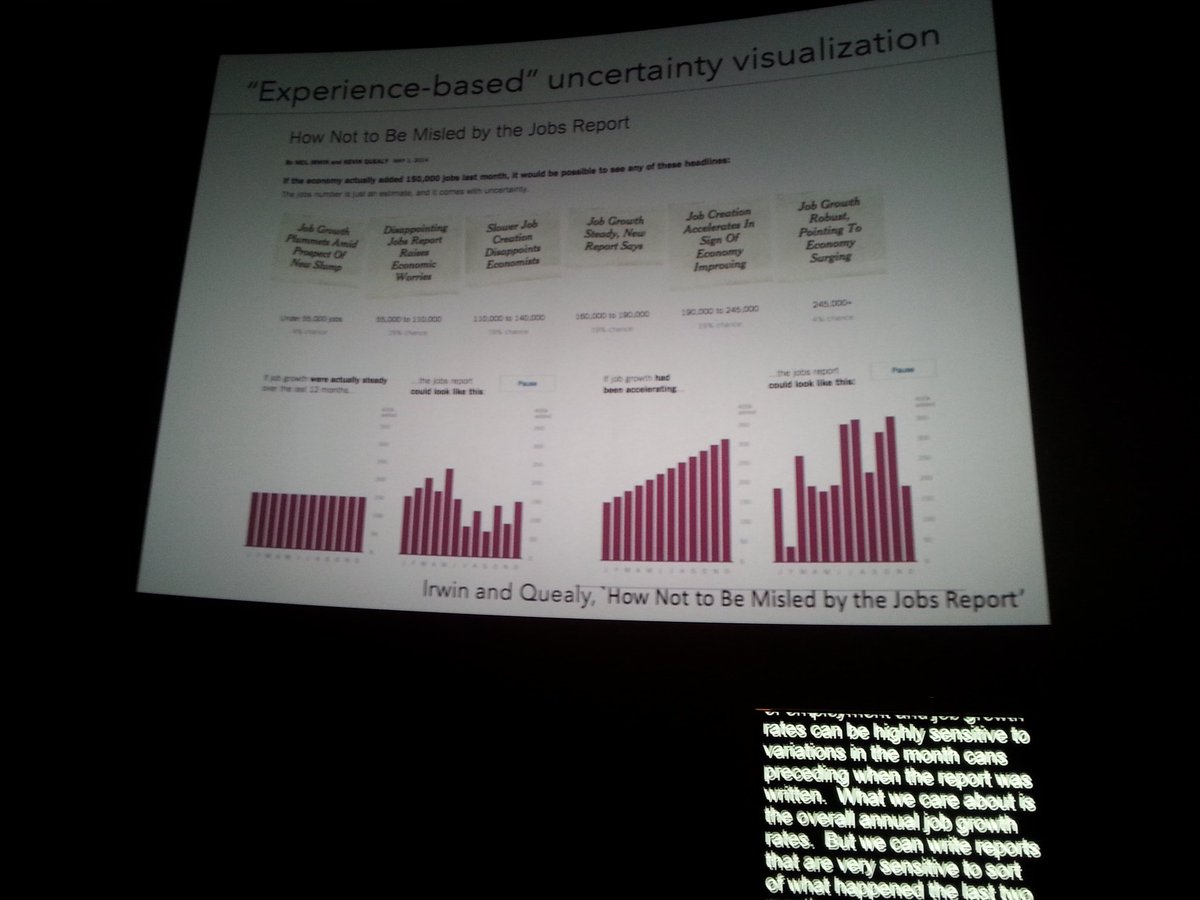 “Experience-based” uncertainty visualization
How Not to Be Misled by the Jobs Report
By NEIL IRWIN and KEVIN QUEALY MAY 1, 2014
If the economy actually added 150,000 jobs last month, it would be possible to see any of these headlines:
The jobs number is just an estimate, and it comes with uncertainty.
Job Growth
Plummets Amid
Prospect Of
New Slump
Disappointing
Jobs Report
Raises
Economic
Worries
Slower Job
Creation
Disappoints
Economists
Job Growth
Steady, New
Report Says
Job Creation
Accelerates In
Sign Of
Economy
Improving
Job Growth
Robust,
Pointing To
Economy
Surging
Under 55,000 jobs
55,000 to 110,000
110,000 to 140,000
160,000 to 190,000
190,000 to 245,000
245,000+
4% chance
chance
chance
19% chance
chance
4% chance
If job growth were actually steady
over the last 12 months...
...the jobs report
could look like this:
Pause
If job growth had
been accelerating...
...the jobs report
could look like this:
Pause
Irwin and Quealy, `How Not to Be Misled by the Jobs Report’
of employment and job growth
rates can be highly sensitive to
variations in the month cans
preceding when the report was
written. What we care about is
the overall annual job growth
rates. But we can write reports
that are very sensitive to sort
of what happened the last two